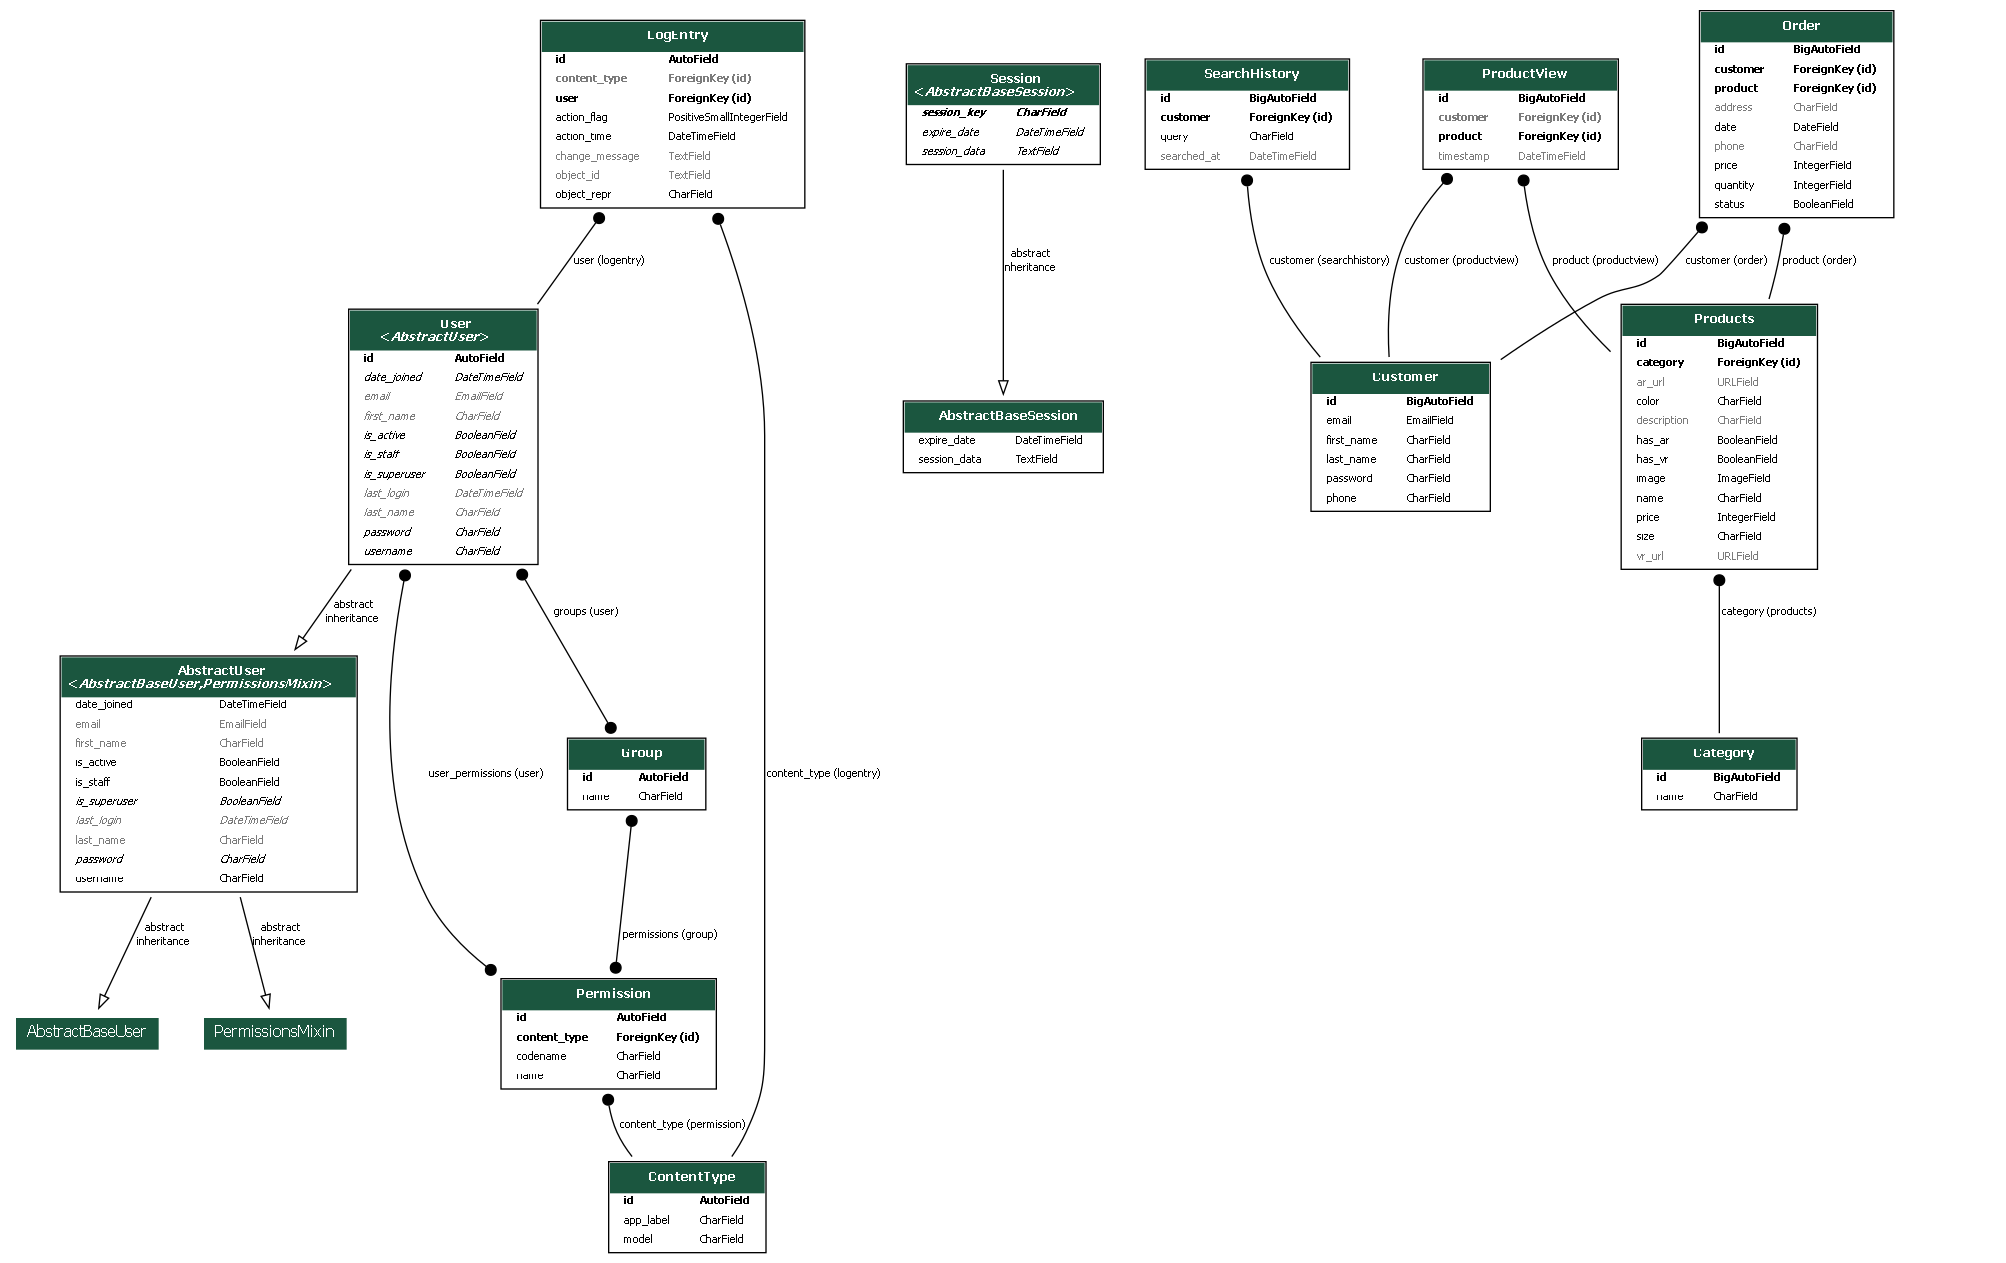 LogEntry
id AutoField
content_type ForeignKey (id)
user ForeignKey (id)
action_flag PositiveSmallIntegerField
action_time DateTimeField
change_message TextField
object_id TextField
object_repr CharField
user (logentry)
User
<AbstractUser>
id AutoField
date_joined DateTimeField
email EmailField
first_name CharField
is_active BooleanField
is_staff BooleanField
is_superuser BooleanField
last_login DateTimeField
last_name CharField
password CharField
username CharField
abstract
inheritance
groups (user)
AbstractUser
<AbstractBaseUser,PermissionsMixin>
date_joined DateTimeField
email EmailField
first_name CharField
is_active BooleanField
is_staff BooleanField
is_superuser BooleanField
last_login DateTimeField
last_name CharField
password CharField
username CharField
abstract
inheritance
abstract
inheritance
AbstractBaseUser
PermissionsMixin
user_permissions (user)
Group
id AutoField
name CharField
content_type (logentry)
permissions (group)
Permission
id AutoField
content_type ForeignKey (id)
codename CharField
name CharField
content_type (permission)
ContentType
id AutoField
app_label CharField
model CharField
Session
<AbstractBaseSession>
session_key CharField
expire_date DateTimeField
session_data TextField
abstract
inheritance
AbstractBaseSession
expire_date DateTimeField
session_data TextField
SearchHistory
id BigAutoField
customer ForeignKey (id)
query CharField
searched_at DateTimeField
ProductView
id BigAutoField
customer ForeignKey (id)
product ForeignKey (id)
timestamp DateTimeField
Order
id BigAutoField
customer ForeignKey (id)
product ForeignKey (id)
address CharField
date DateField
phone CharField
price IntegerField
quantity IntegerField
status BooleanField
customer (searchhistory)
customer (productview)
product (productview)
customer (order)
product (order)
Customer
id BigAutoField
email EmailField
first_name CharField
last_name CharField
password CharField
phone CharField
Products
id BigAutoField
category ForeignKey (id)
ar_url URLField
color CharField
description CharField
has_ar BooleanField
has_vr BooleanField
image ImageField
name CharField
price IntegerField
size CharField
vr_url URLField
category (products)
Category
id BigAutoField
name CharField